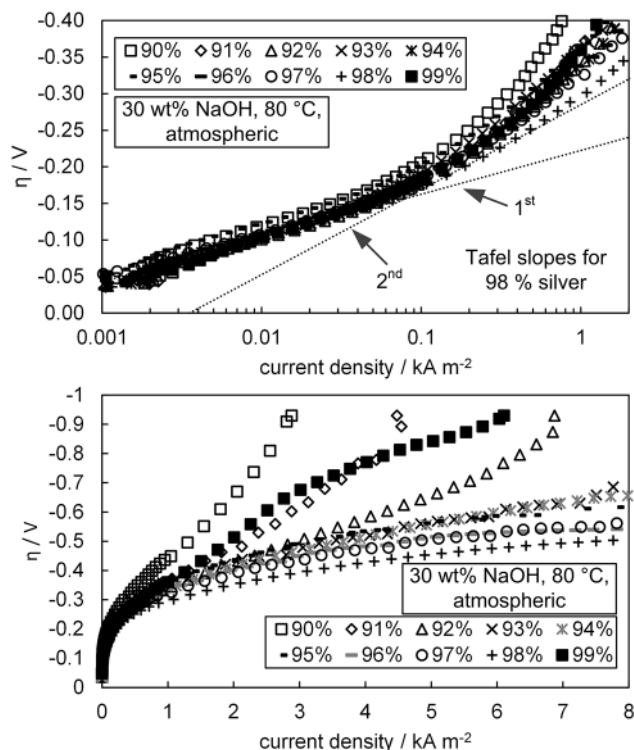 -0.40
-0.35
-0.30
-0.25
-0.20
-0.15
-0.10
-0.05
0.00
η / V
90% 91% 92% 93% 94%
95% 96% 97% 98% 99%
30 wt% NaOH, 80 °C,
atmospheric
1st
2nd
Tafel slopes for
98 % silver
0.001 0.01 0.1 1
current density / kA m-2
-1
-0.9
-0.8
-0.7
-0.6
-0.5
-0.4
-0.3
-0.2
-0.1
0
η / V
30 wt% NaOH, 80 °C,
atmospheric
90% 91% 92% 93% 94%
95% 96% 97% 98% 99%
0 1 2 3 4 5 6 7 8
current density / kA m-2